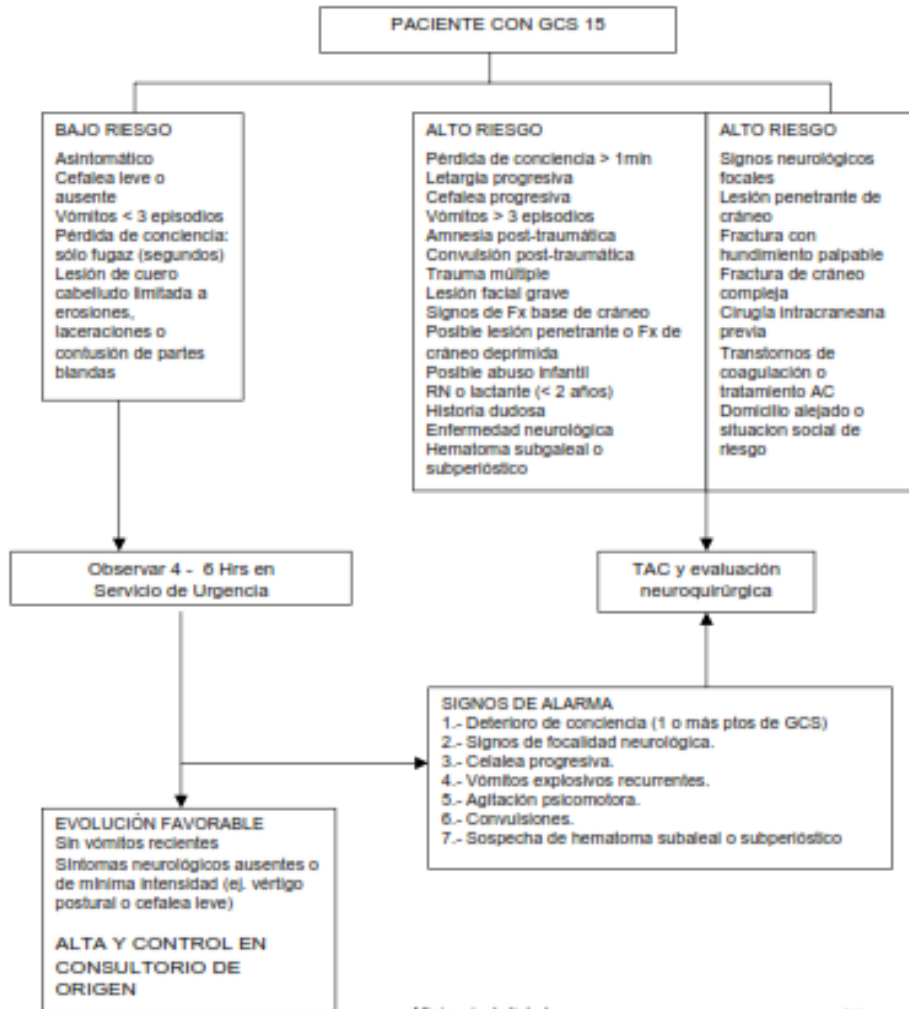 PACIENTE CON GCS 15
BAJO RIESGO
Asintomático
Cefalea leve o
ausente
Vómitos < 3 episodios
Pérdida de conciencia:
sólo fugaz (segundos)
Lesión de cuero
cabelludo limitada a
erosiones,
laceraciones o
contusión de partes
blandas
ALTO RIESGO
Pérdida de conciencia > 1min
Letargia progresiva
Cefalea progresiva
Vómitos > 3 episodios
Amnesia post-traumática
Convulsión post-traumática
Trauma múltiple
Lesión facial grave
Signos de Fx base de cráneo
Posible lesión penetrante o Fx de
cráneo deprimida
Posible abuso infantil
RN o lactante (< 2 años)
Historia dudosa
Enfermedad neurológica
Hematoma subgaleal o
subperióstico
ALTO RIESGO
Signos neurológicos
focales
Lesión penetrante de
cráneo
Fractura con
hundimiento palpable
Fractura de cráneo
compleja
Cirugía intracraneana
previa
Transtornos de
coagulación o
tratamiento AC
Domicilio alejado o
situacion social de
riesgo
Observar 4 - 6 Hrs en
Servicio de Urgencia
TAC y evaluación
neuroquirúrgica
SIGNOS DE ALARMA
1.- Deterioro de conciencia (1 o más ptos de GCS)
2.- Signos de focalidad neurológica.
3.- Celalea progresiva.
4.- Vómitos explosivos recurrentes.
5.- Agitación psicomotora.
6.- Convulsiones.
7.- Sospecha de hematoma subaleal o subperióstico
EVOLUCIÓN FAVORABLE
Sin vómitos recientes
Síntomas neurológicos ausentes o
de mínima intensidad (ej. vértigo
postural o cefalea leve)
ALTA Y CONTROL EN
CONSULTORIO DE
ORIGEN